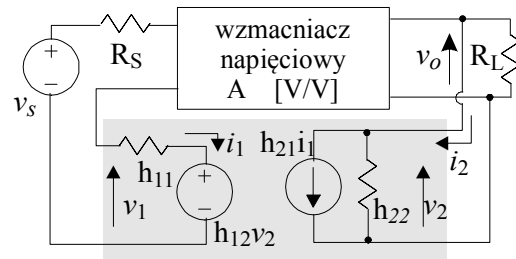 wzmacniacz
napięciowy
A [V/V]
R_S
v_s
v_o
R_L
h_11
i_1
v_1
h_12v_2
h_21i_1
h_22
i_2
v_2